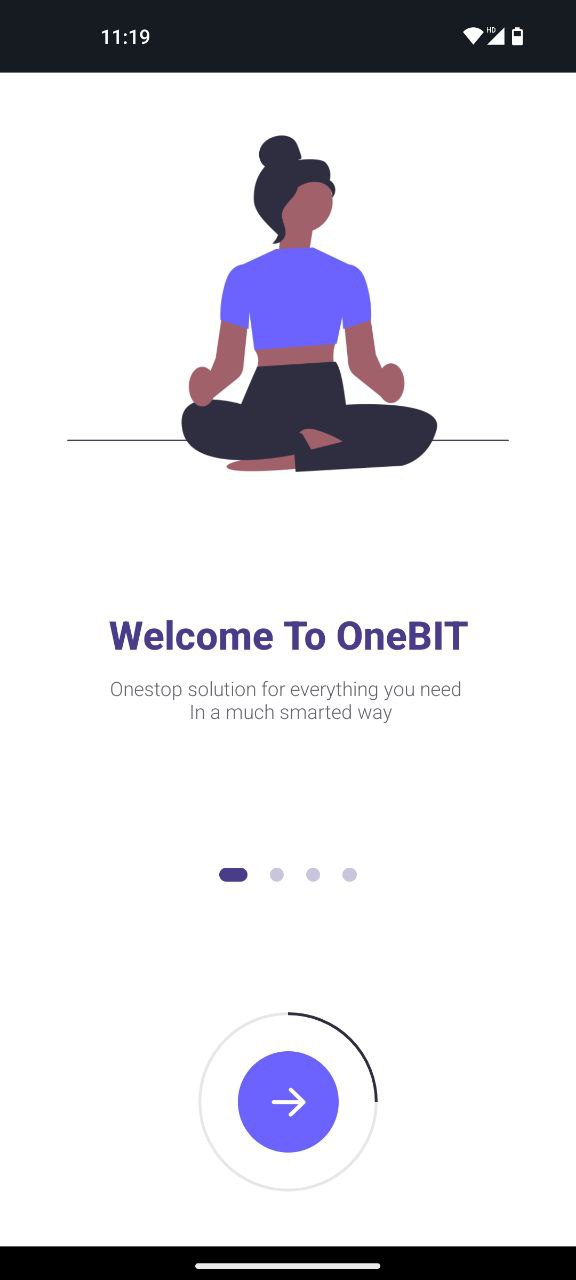 11:19
HD
Welcome To OneBIT
Onestop solution for everything you need
In a much smarted way